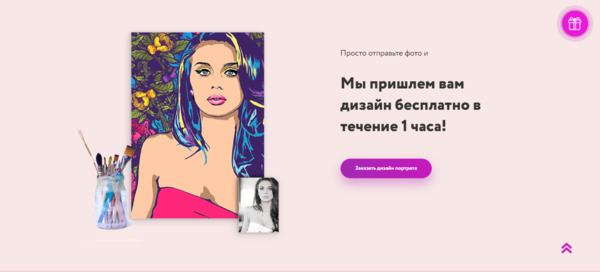 Просто отправьте фото и
Мы пришлем вам
дизайн бесплатно в
течение 1 часа!
Заказать дизайн портрета